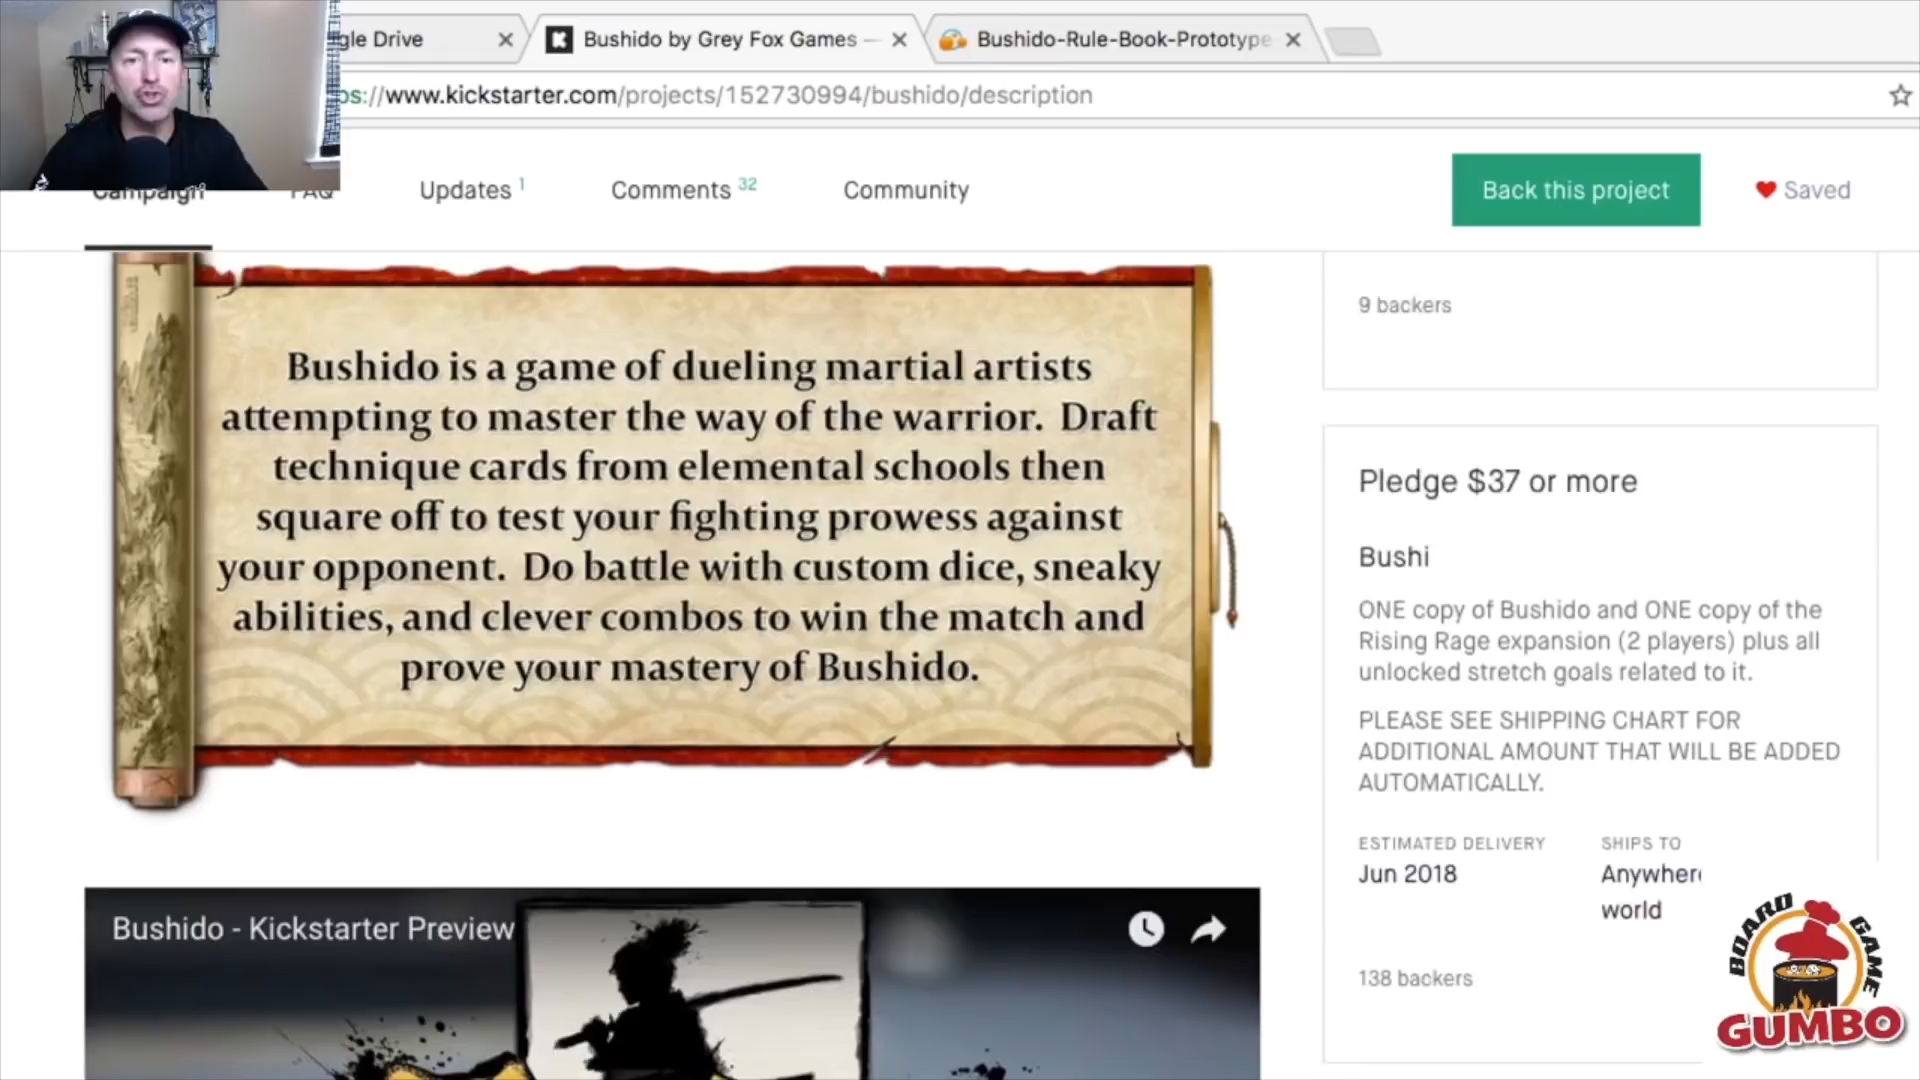 gle Drive
Bushido by Grey Fox Games —
Bushido-Rule-Book-Prototype
ps://www.kickstarter.com/projects/152730994/bushido/description
Campaign
FAQ
Updates 1
Comments 32
Community
Back this project
Saved
Bushido is a game of dueling martial artists
attempting to master the way of the warrior. Draft
technique cards from elemental schools then
square off to test your fighting prowess against
your opponent. Do battle with custom dice, sneaky
abilities, and clever combos to win the match and
prove your mastery of Bushido.
9 backers
Pledge $37 or more
Bushi
ONE copy of Bushido and ONE copy of the
Rising Rage expansion (2 players) plus all
unlocked stretch goals related to it.
PLEASE SEE SHIPPING CHART FOR
ADDITIONAL AMOUNT THAT WILL BE ADDED
AUTOMATICALLY.
ESTIMATED DELIVERY
Jun 2018
SHIPS TO
Anywher
world
138 backers
Bushido - Kickstarter Preview
BOARD GAME
GUMBO